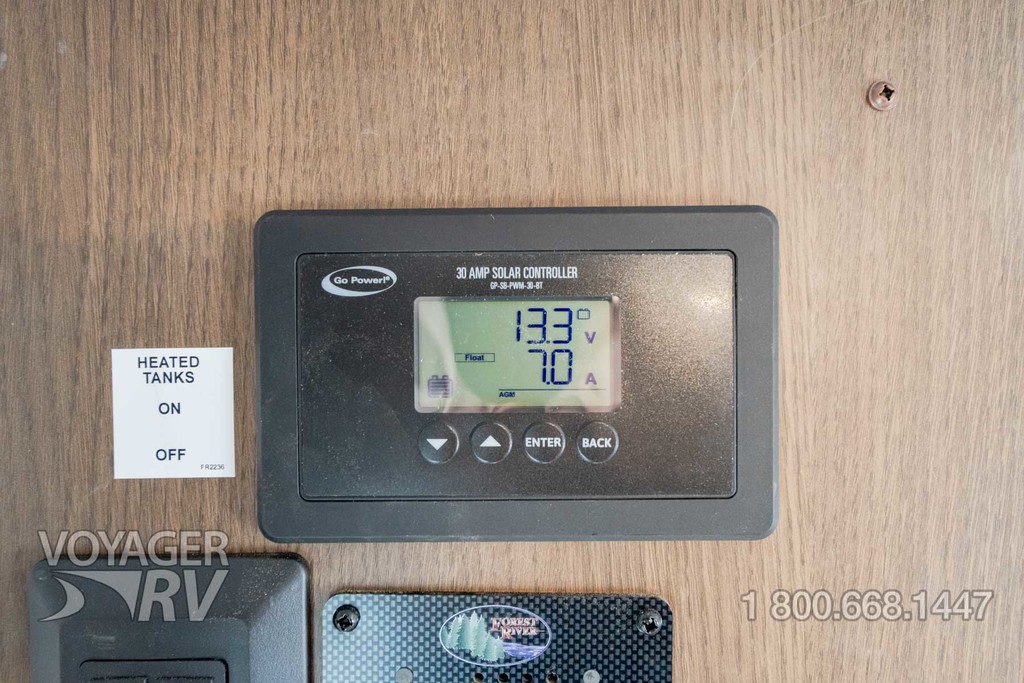 Go Power!®
30 AMP SOLAR CONTROLLER
GP-SB-PWM-30-BT
13.3 V
Float
7.0 A
AGM
ENTER BACK
HEATED
TANKS
ON
OFF
FR2236
VOYAGER
RV
1 800.668.1447
FOREST
RIVER